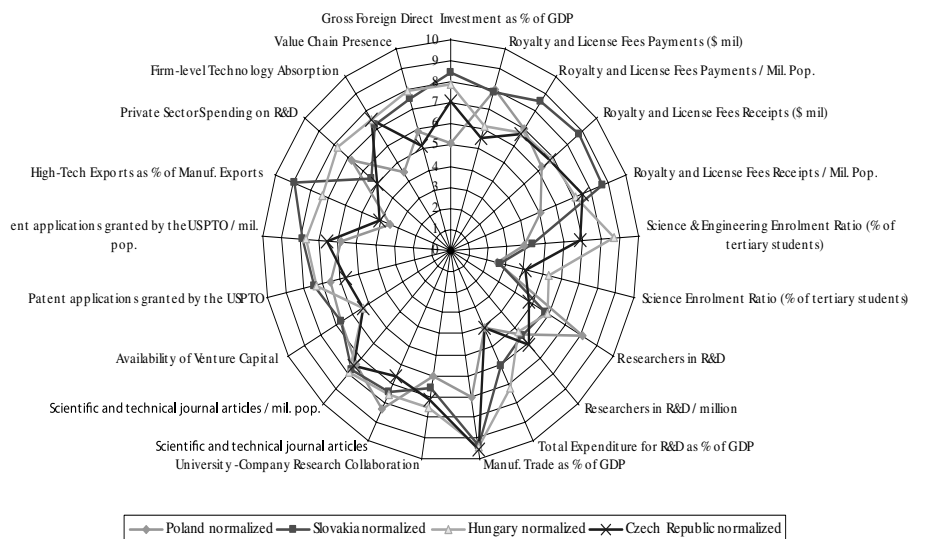 Gross Foreign Direct Investment as % of GDP
Value Chain Presence
10
Royalty and License Fees Payments ($ mil)
Firm-level Technology Absorption
9
Royalty and License Fees Payments / Mil. Pop.
8
Private Sector Spending on R&D
7
Royalty and License Fees Receipts ($ mil)
6
5
High-Tech Exports as % of Manuf. Exports
4
Royalty and License Fees Receipts / Mil. Pop.
3
2
ent applications granted by the USPTO / mil.
pop.
1
Science & Engineering Enrolment Ratio (% of
tertiary students)
0
Patent applications granted by the USPTO
Science Enrolment Ratio (% of tertiary students)
Availability of Venture Capital
Researchers in R&D
Scientific and technical journal articles / mil. pop.
Researchers in R&D / million
Scientific and technical journal articles
Total Expenditure for R&D as % of GDP
University -Company Research Collaboration
Manuf. Trade as % of GDP
Poland normalized
Slovakia normalized
Hungary normalized
Czech Republic normalized